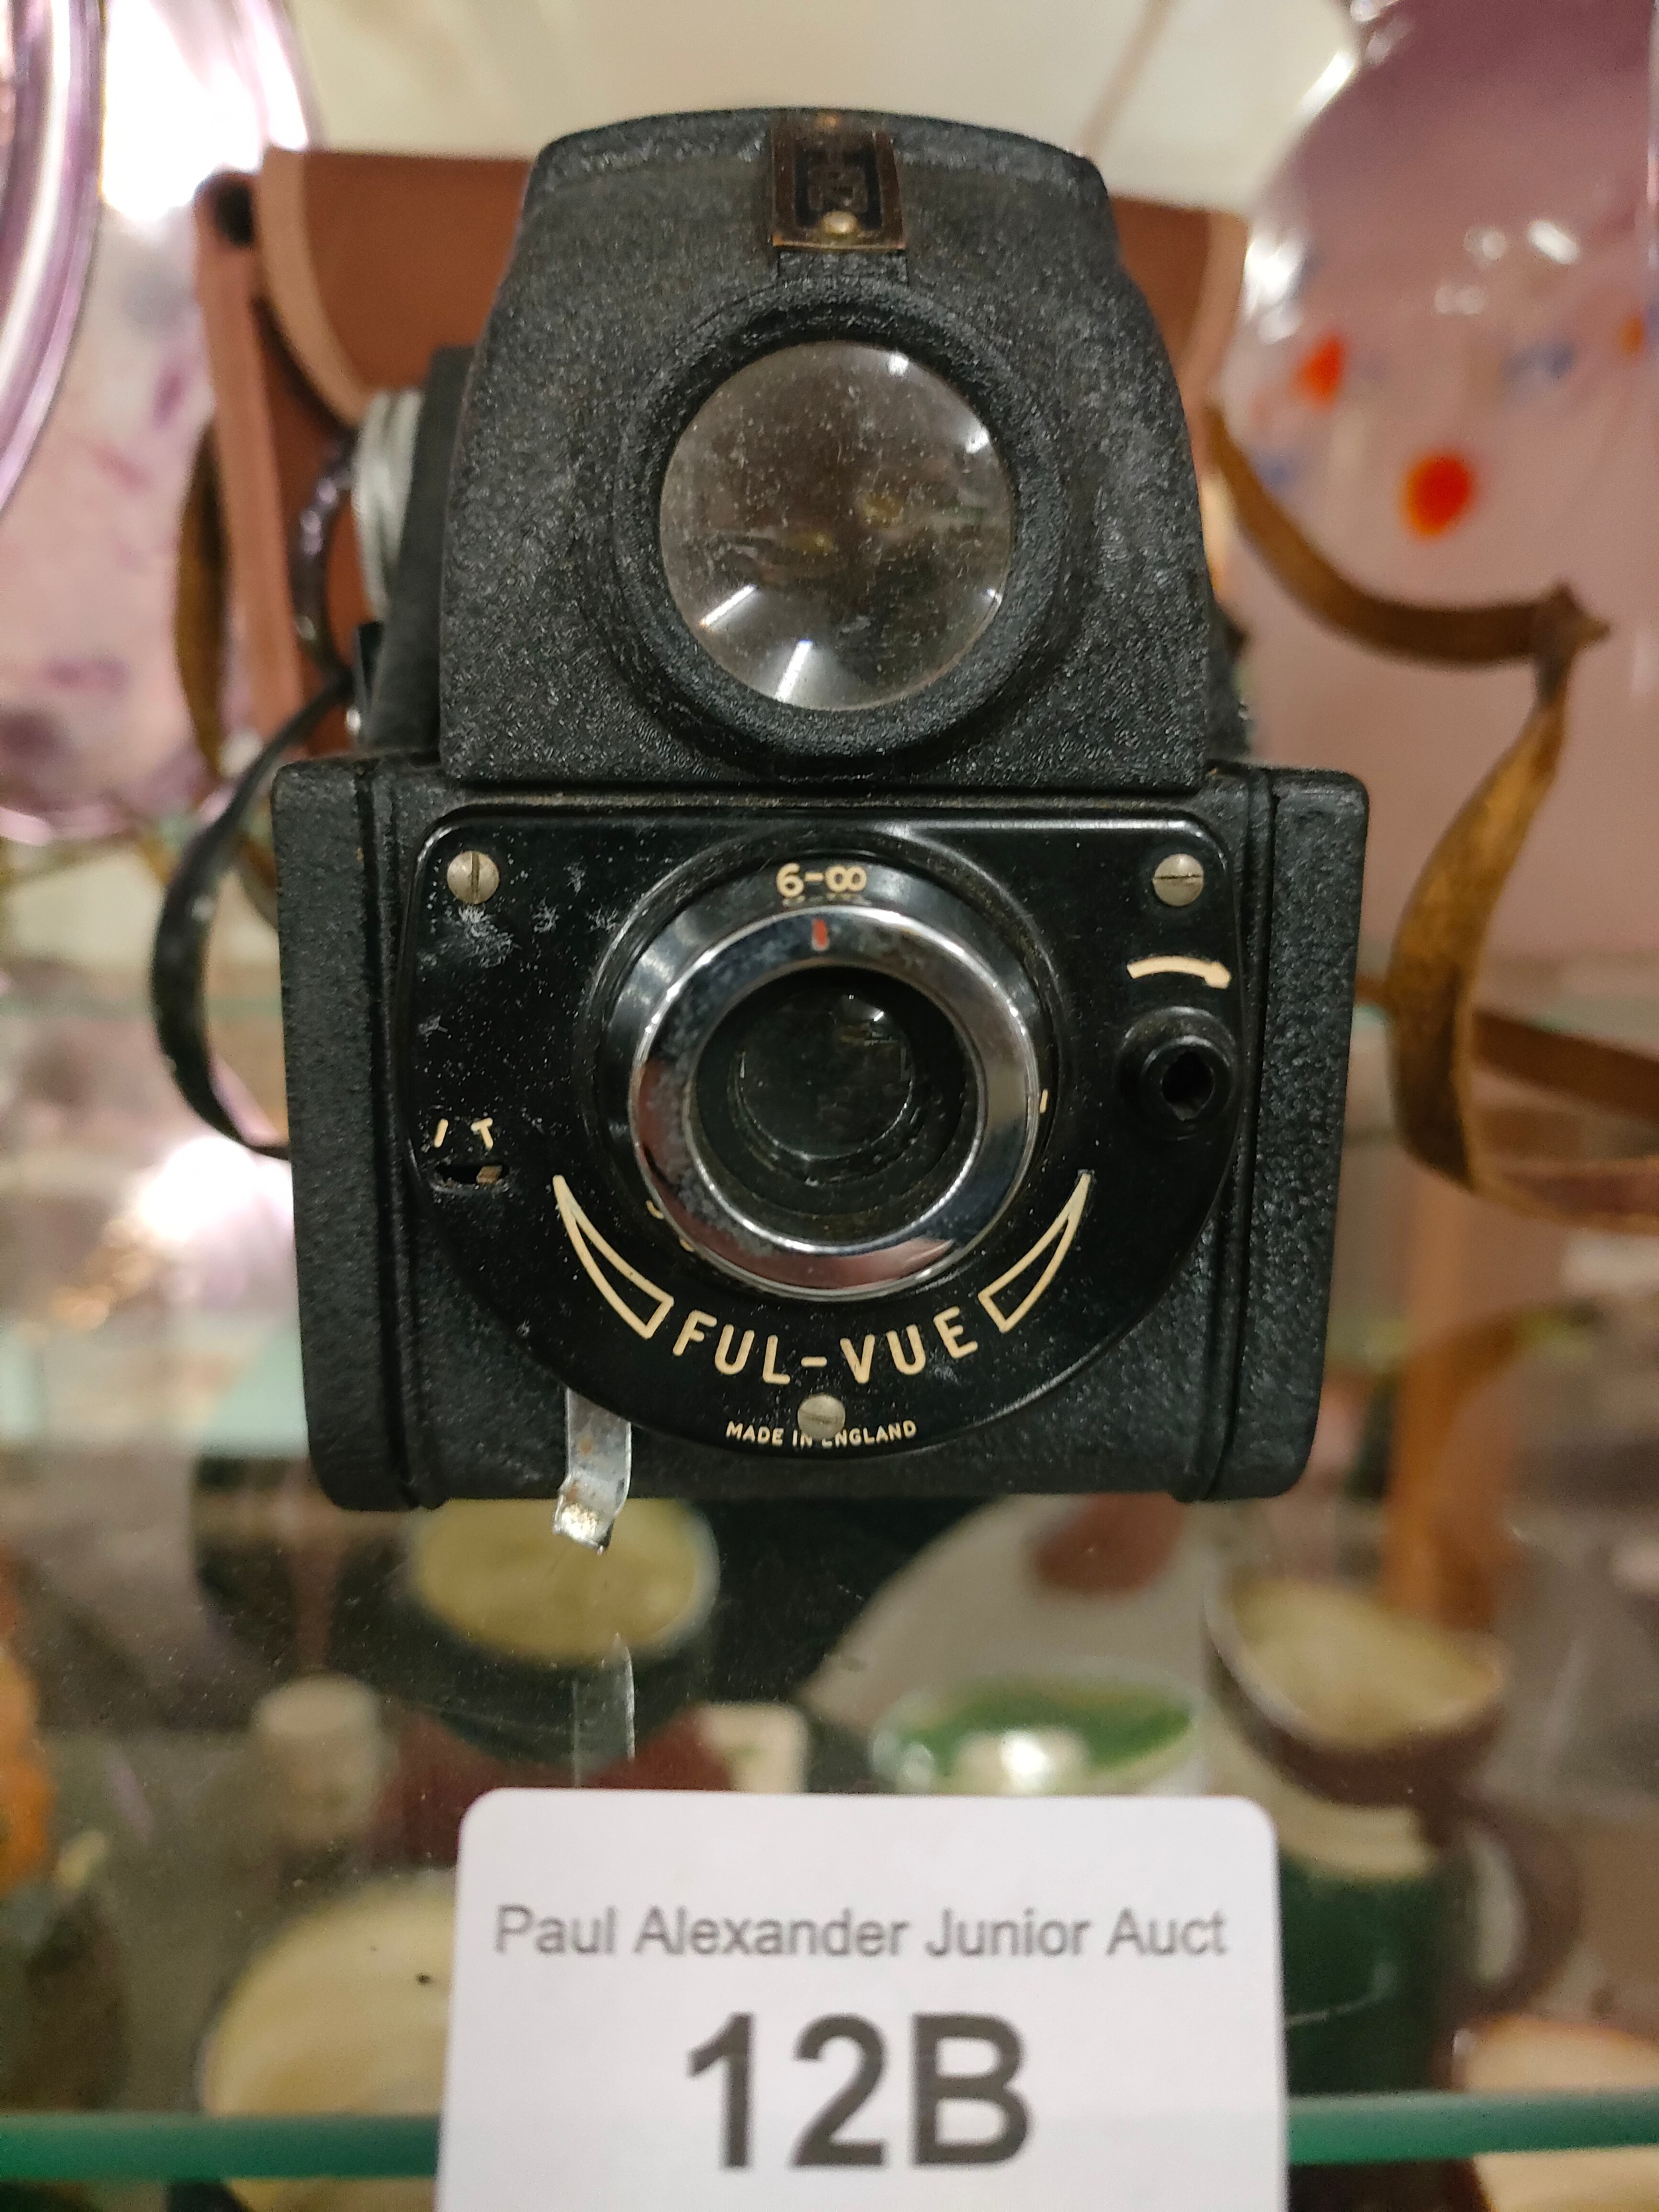 6-∞
I T
FUL-VUE
MADE IN ENGLAND
Paul Alexander Junior Auct
12B